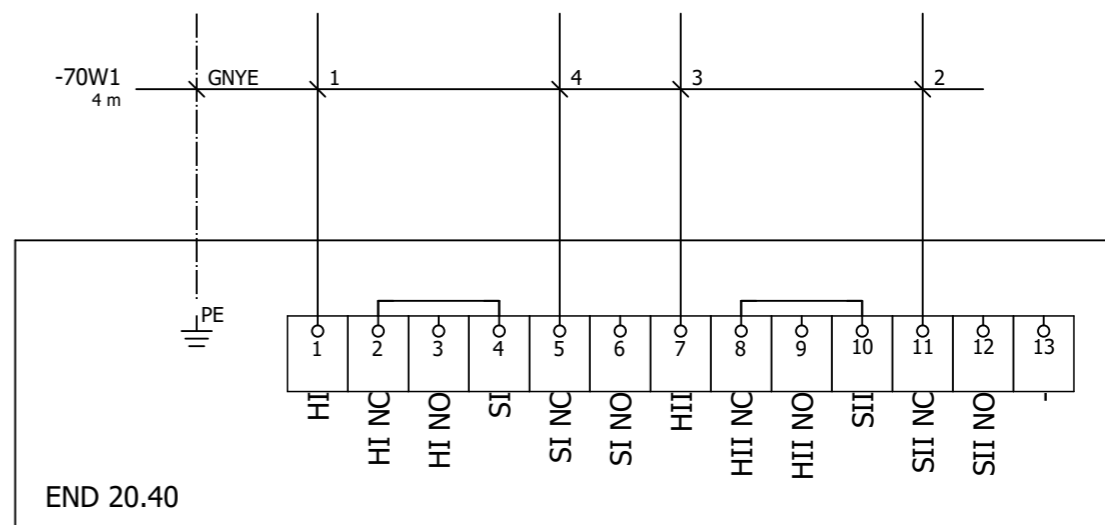 -70W1 GNYE 1 4 3 2
4 m
PE
1 2 3 4 5 6 7 8 9 10 11 12 13
HI HI NC HI NO SI SI NC SI NO HII HII NC HII NO SII SII NC SII NO -
END 20.40